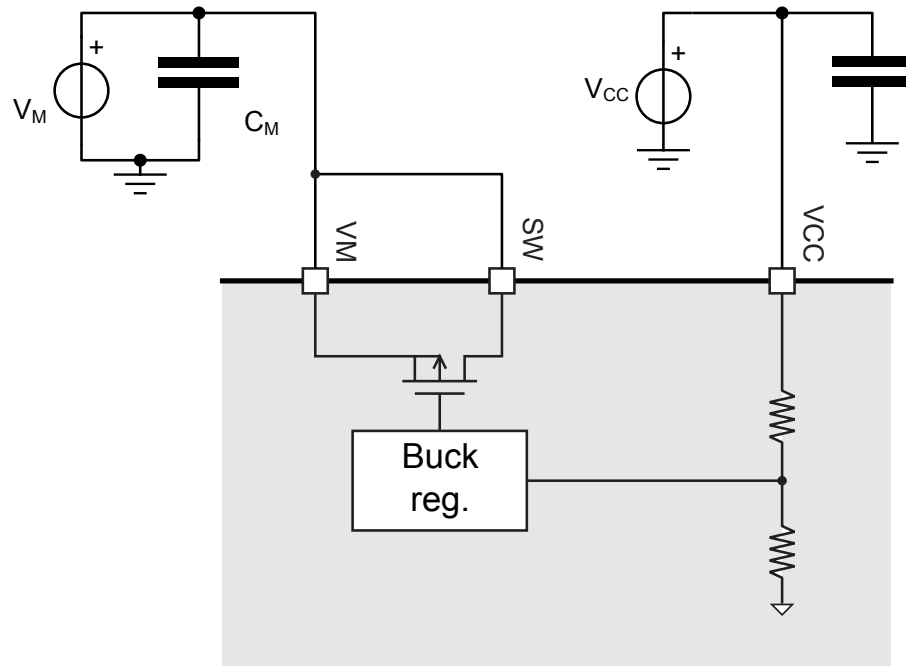 +
V_M
C_M
+
V_CC
VM
SW
VCC
Buck
reg.